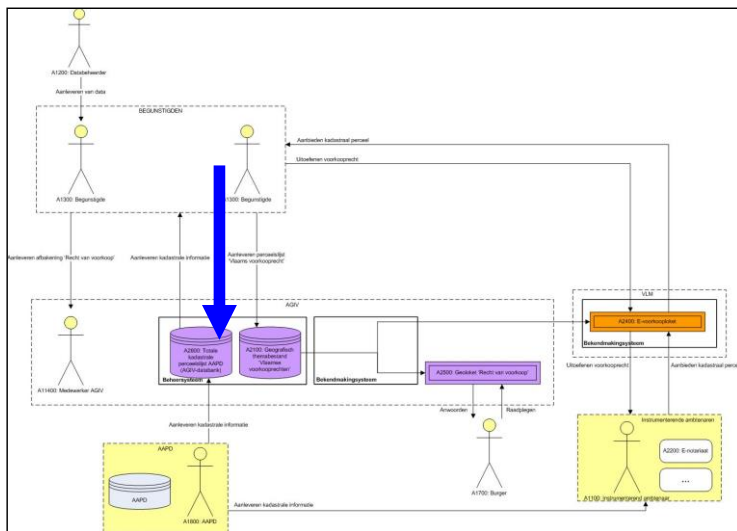 A1200: Databeheerder
Aanleveren van data
BEGUNSTIGDEN
Aanbieden kadastraal perceel
Uitoefenen voorkooprecht
A1300: Begunstigde
A1300: Begunstigde
Aanleveren afbakening 'Recht van voorkoop'
Aanleveren kadastrale informatie
Aanleveren perceelslijst
'Vlaams voorkooprecht'
AGIV
VLM
A2400: E-voorkooploket
Bekendmakingsysteem
A2600: Totale
kadastrale
perceelslijst AAPD
(AGIV-databank)
A2100: Geografisch
themabestand
'Vlaamse
voorkooprechten'
Beheersysteem
Bekendmakingsysteem
A2500: Geoloket 'Recht van voorkoop'
A11400: Medewerker AGIV
Uitoefenen voorkooprecht
Aanbieden kadastraal perce
Antwoorden
Raadplegen
Aanleveren kadastrale informatie
AAPD
Instrumenterende ambtenaren
A2200: E-notariaat
...
AAPD
A1800: AAPD
A1700: Burger
A1100: Instrumenterend ambtenaar
Aanleveren kadastrale informatie